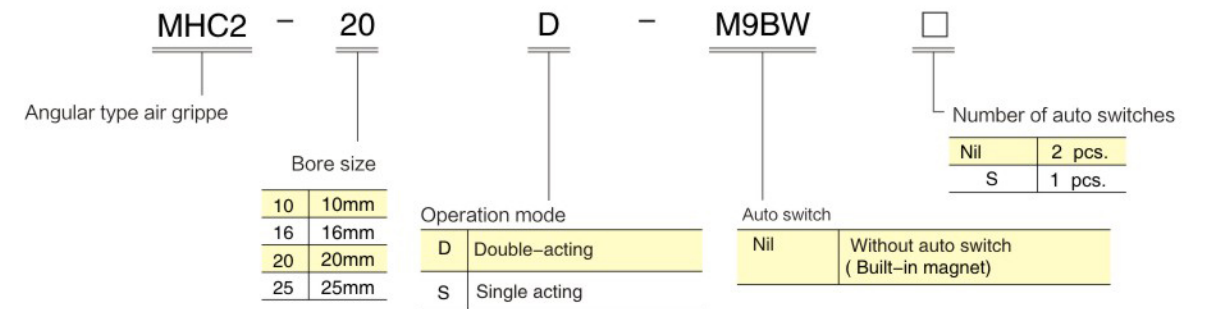 MHC2 － 20 D － M9BW □
Angular type air grippe
Number of auto switches
Nil 2 pcs.
S 1 pcs.
Bore size
10 10mm
16 16mm
20 20mm
25 25mm
Operation mode
D Double-acting
S Single acting
Auto switch
Nil Without auto switch
( Built-in magnet)